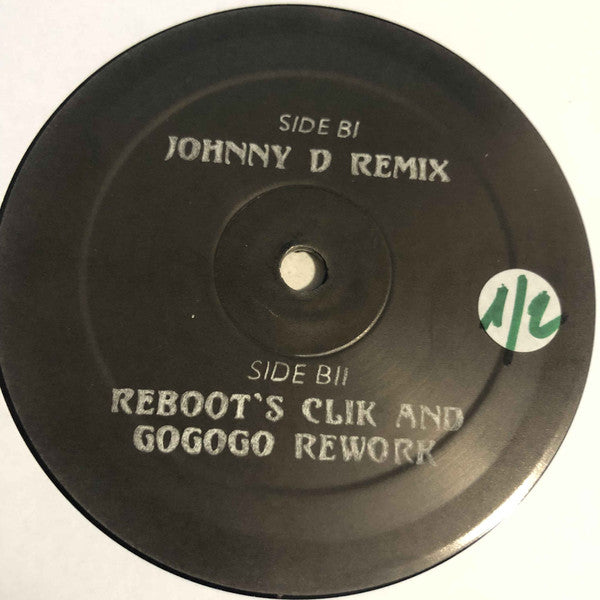 SIDE BI
JOHNNY D REMIX
1/2
SIDE BII
REBOOT`S CLIK AND
GOGOGO REWORK